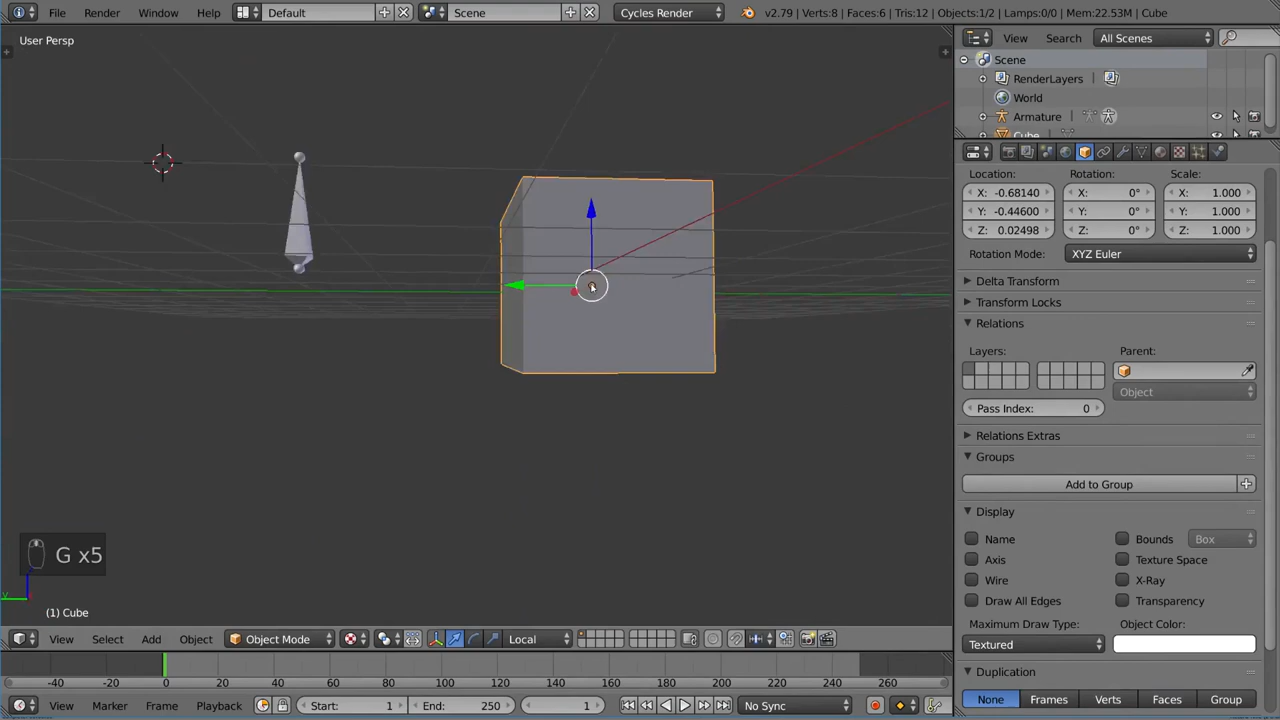 File Render Window Help Default Scene Cycles Render v2.79 | Verts:8 | Faces:6 | Tris:12 | Objects:1/2 | Lamps:0/0 | Mem:22.53M | Cube
User Persp
View Search All Scenes
Scene
RenderLayers
World
Armature
Cube
Location: Rotation: Scale:
X: -0.68140 X: 0° X: 1.000
Y: -0.44600 Y: 0° Y: 1.000
Z: 0.02498 Z: 0° Z: 1.000
Rotation Mode: XYZ Euler
Delta Transform
Transform Locks
Relations
Layers: Parent:
Object
Pass Index: 0
Relations Extras
Groups
Add to Group
Display
Name Bounds Box
Axis Texture Space
Wire X-Ray
Draw All Edges Transparency
Maximum Draw Type: Object Color:
Textured
Duplication
None Frames Verts Faces Group
G x5
y
(1) Cube
View Select Add Object Object Mode Local
-40 -20 0 20 40 60 80 100 120 140 160 180 200 220 240 260
View Marker Frame Playback Start: 1 End: 250 1 No Sync